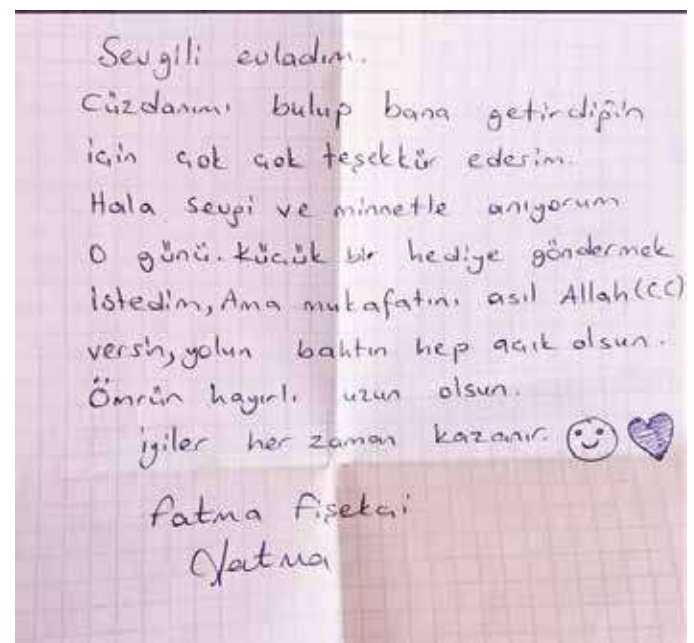 Sevgili evladım.
Cüzdanımı bulup bana getirdiğin
için çok çok teşekkür ederim.
Hala sevgi ve minnetle anıyorum
O günü. küçük bir hediye göndermek
istedim, Ama mukafatını asıl Allah (CC)
versin, yolun bahtın hep açık olsun.
Ömrün hayırlı uzun olsun.
iyiler her zaman kazanır.
Fatma Fişekçi
Fatma